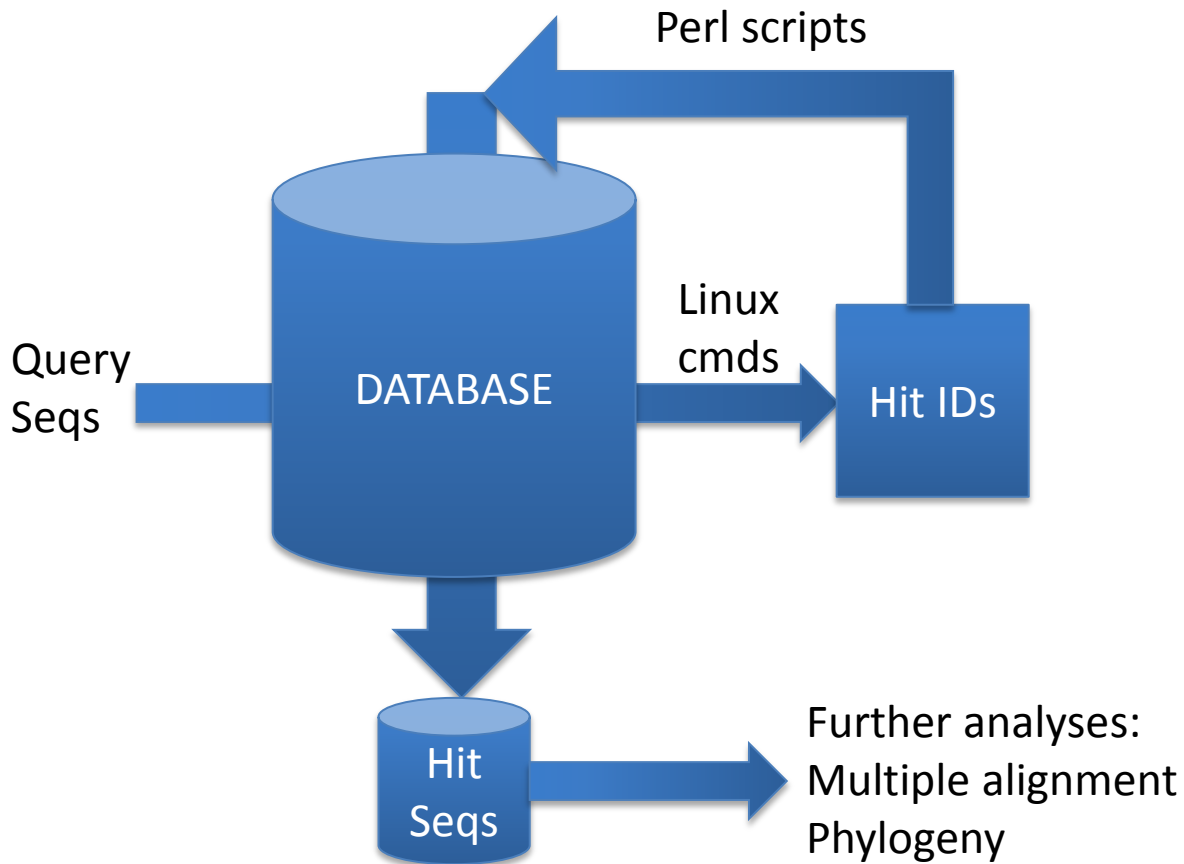 Perl scripts
Linux
cmds
Query
Seqs
DATABASE
Hit IDs
Hit
Seqs
Further analyses:
Multiple alignment
Phylogeny